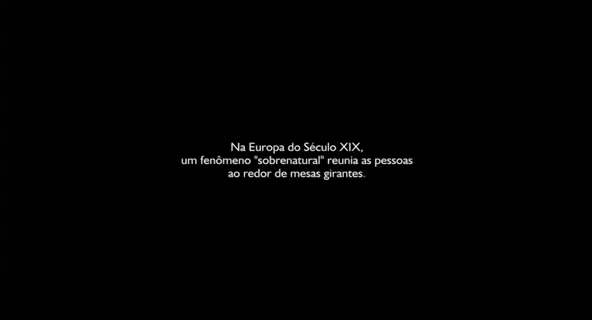 Na Europa do Século XIX,
um fenômeno "sobrenatural" reunia as pessoas
ao redor de mesas girantes.